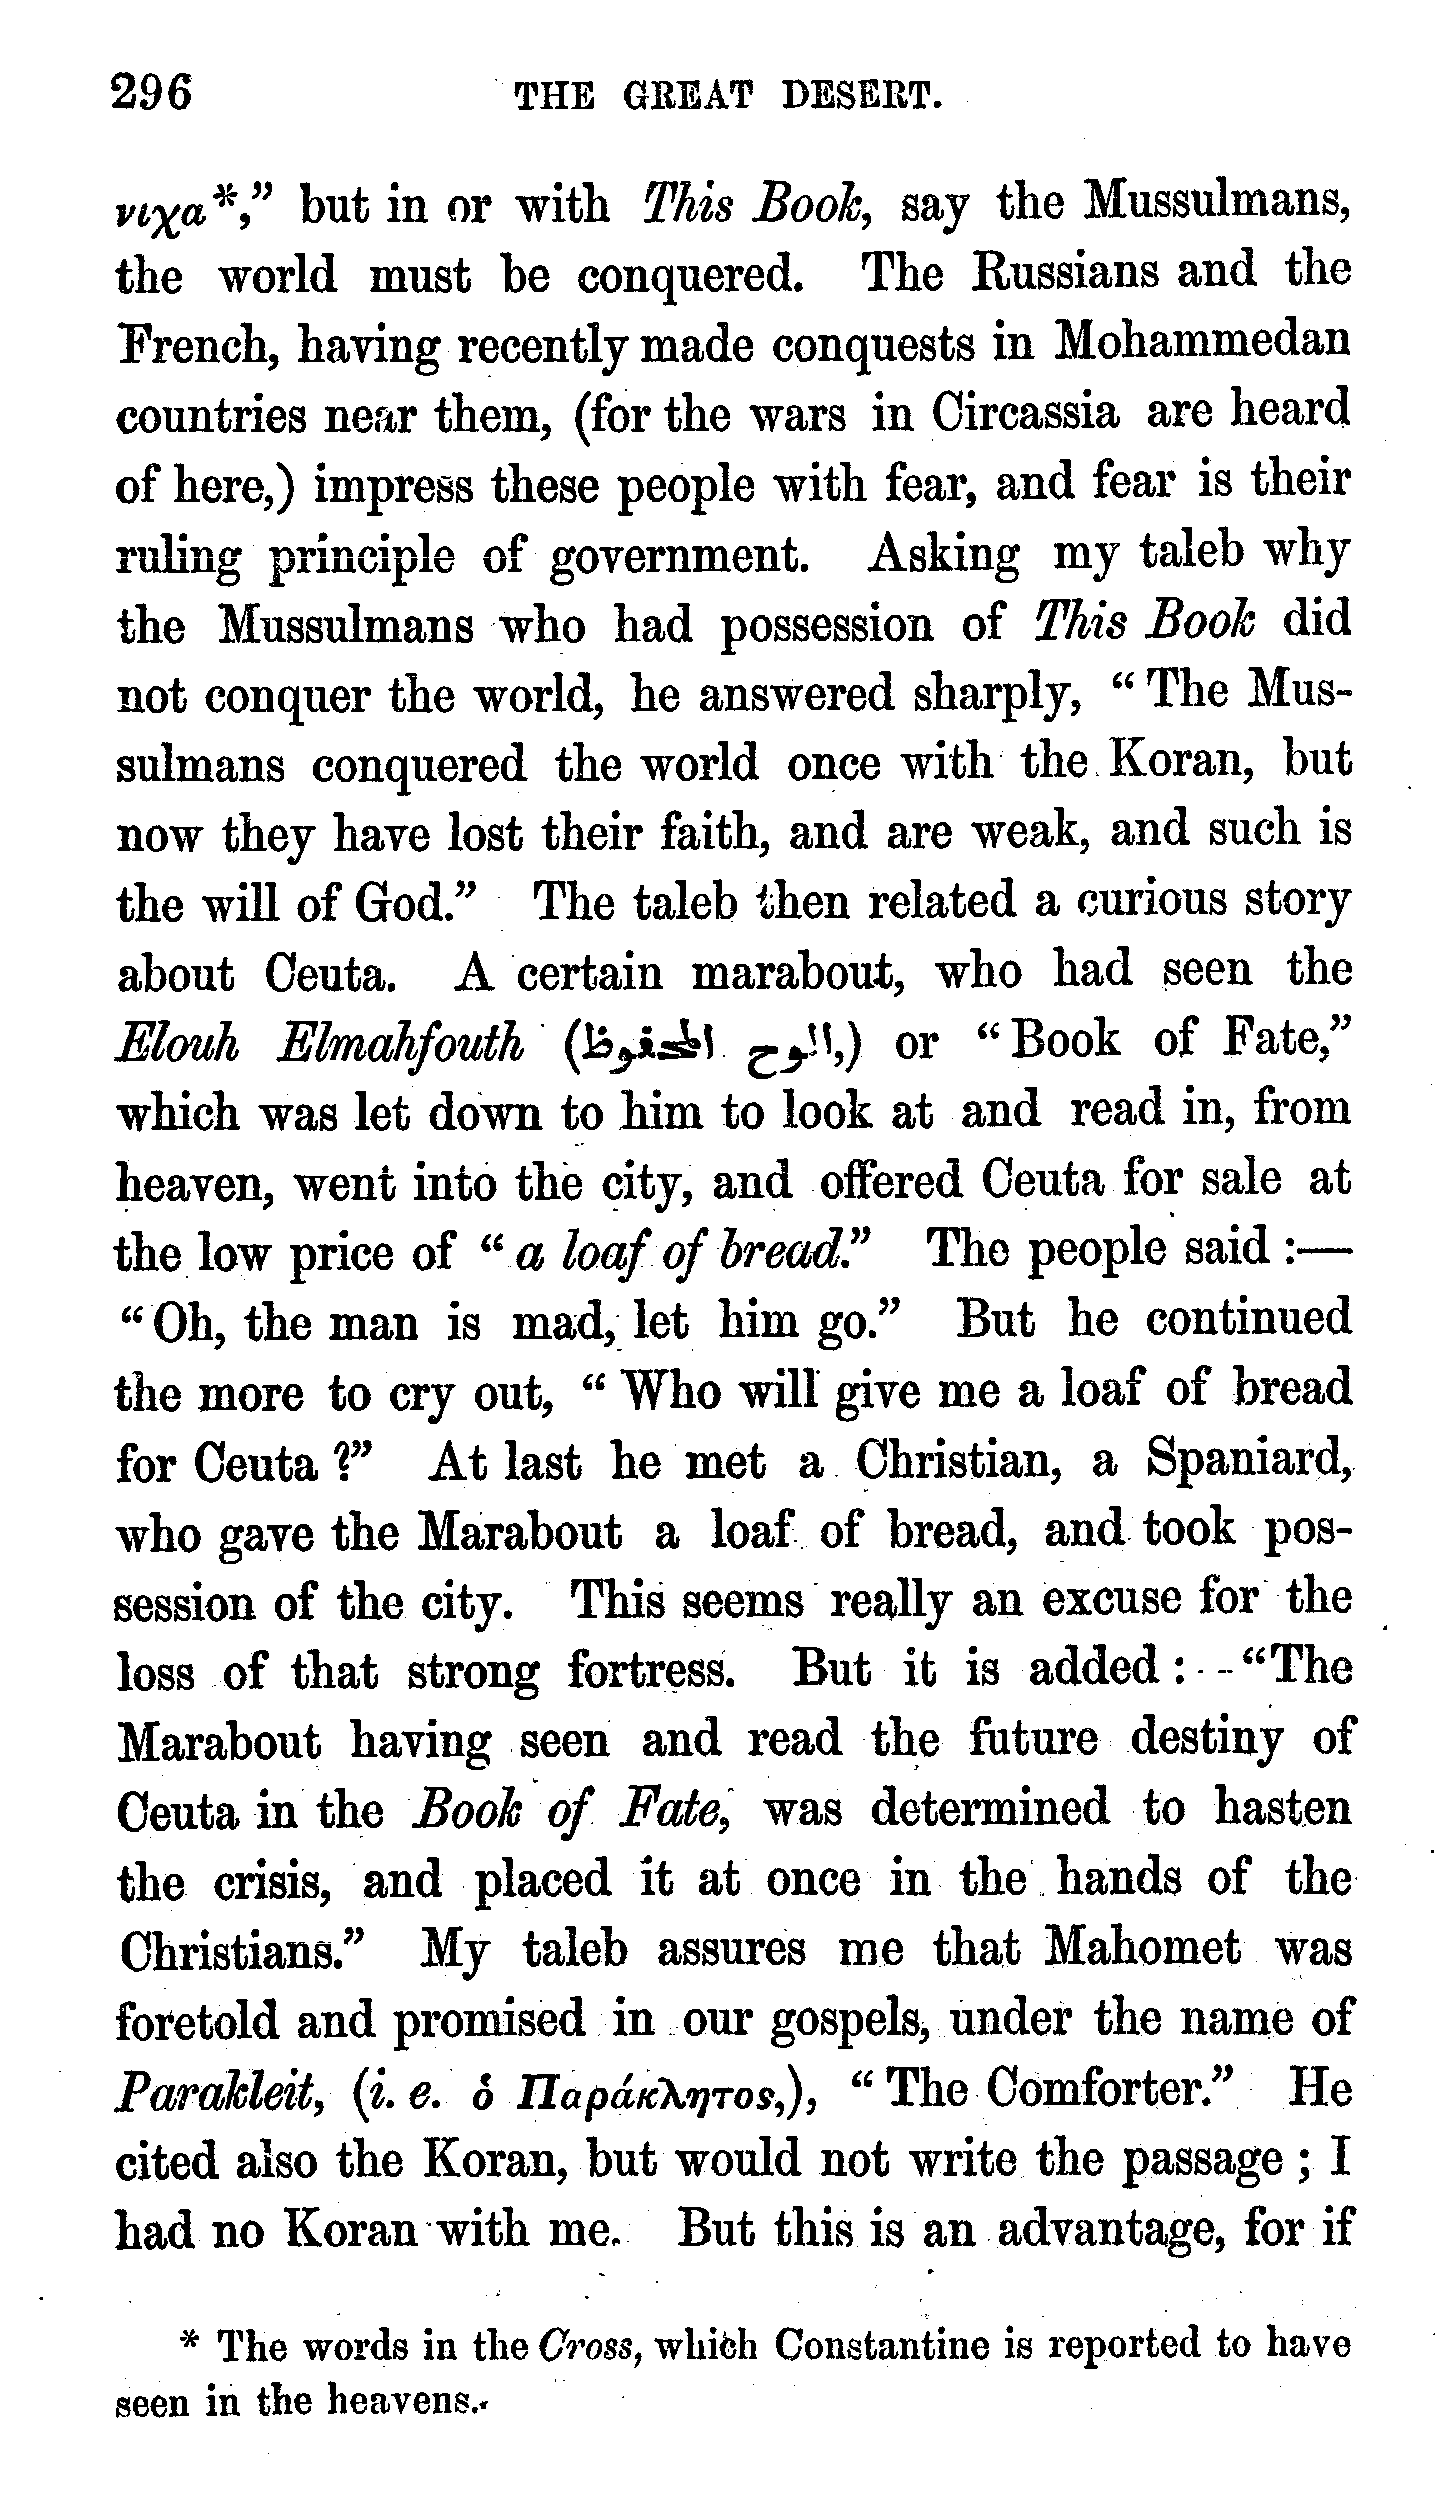 296 THE GREAT DESERT.
νιχα*,” but in or with This Book, say the Mussulmans,
the world must be conquered. The Russians and the
French, having recently made conquests in Mohammedan
countries near them, (for the wars in Circassia are heard
of here,) impress these people with fear, and fear is their
ruling principle of government. Asking my taleb why
the Mussulmans who had possession of This Book did
not conquer the world, he answered sharply, “The Mus-
sulmans conquered the world once with the Koran, but
now they have lost their faith, and are weak, and such is
the will of God.” The taleb then related a curious story
about Ceuta. A certain marabout, who had seen the
Elouh Elmahfouth (اللوح المحفوظ,) or “Book of Fate,”
which was let down to him to look at and read in, from
heaven, went into the city, and offered Ceuta for sale at
the low price of “a loaf of bread.” The people said :—
“Oh, the man is mad, let him go.” But he continued
the more to cry out, “Who will give me a loaf of bread
for Ceuta ?” At last he met a Christian, a Spaniard,
who gave the Marabout a loaf of bread, and took pos-
session of the city. This seems really an excuse for the
loss of that strong fortress. But it is added :--“The
Marabout having seen and read the future destiny of
Ceuta in the Book of Fate, was determined to hasten
the crisis, and placed it at once in the hands of the
Christians.” My taleb assures me that Mahomet was
foretold and promised in our gospels, under the name of
Parakleit, (i. e. ὁ Παράκλητος,), “The Comforter.” He
cited also the Koran, but would not write the passage ; I
had no Koran with me. But this is an advantage, for if
* The words in the Cross, which Constantine is reported to have
seen in the heavens.